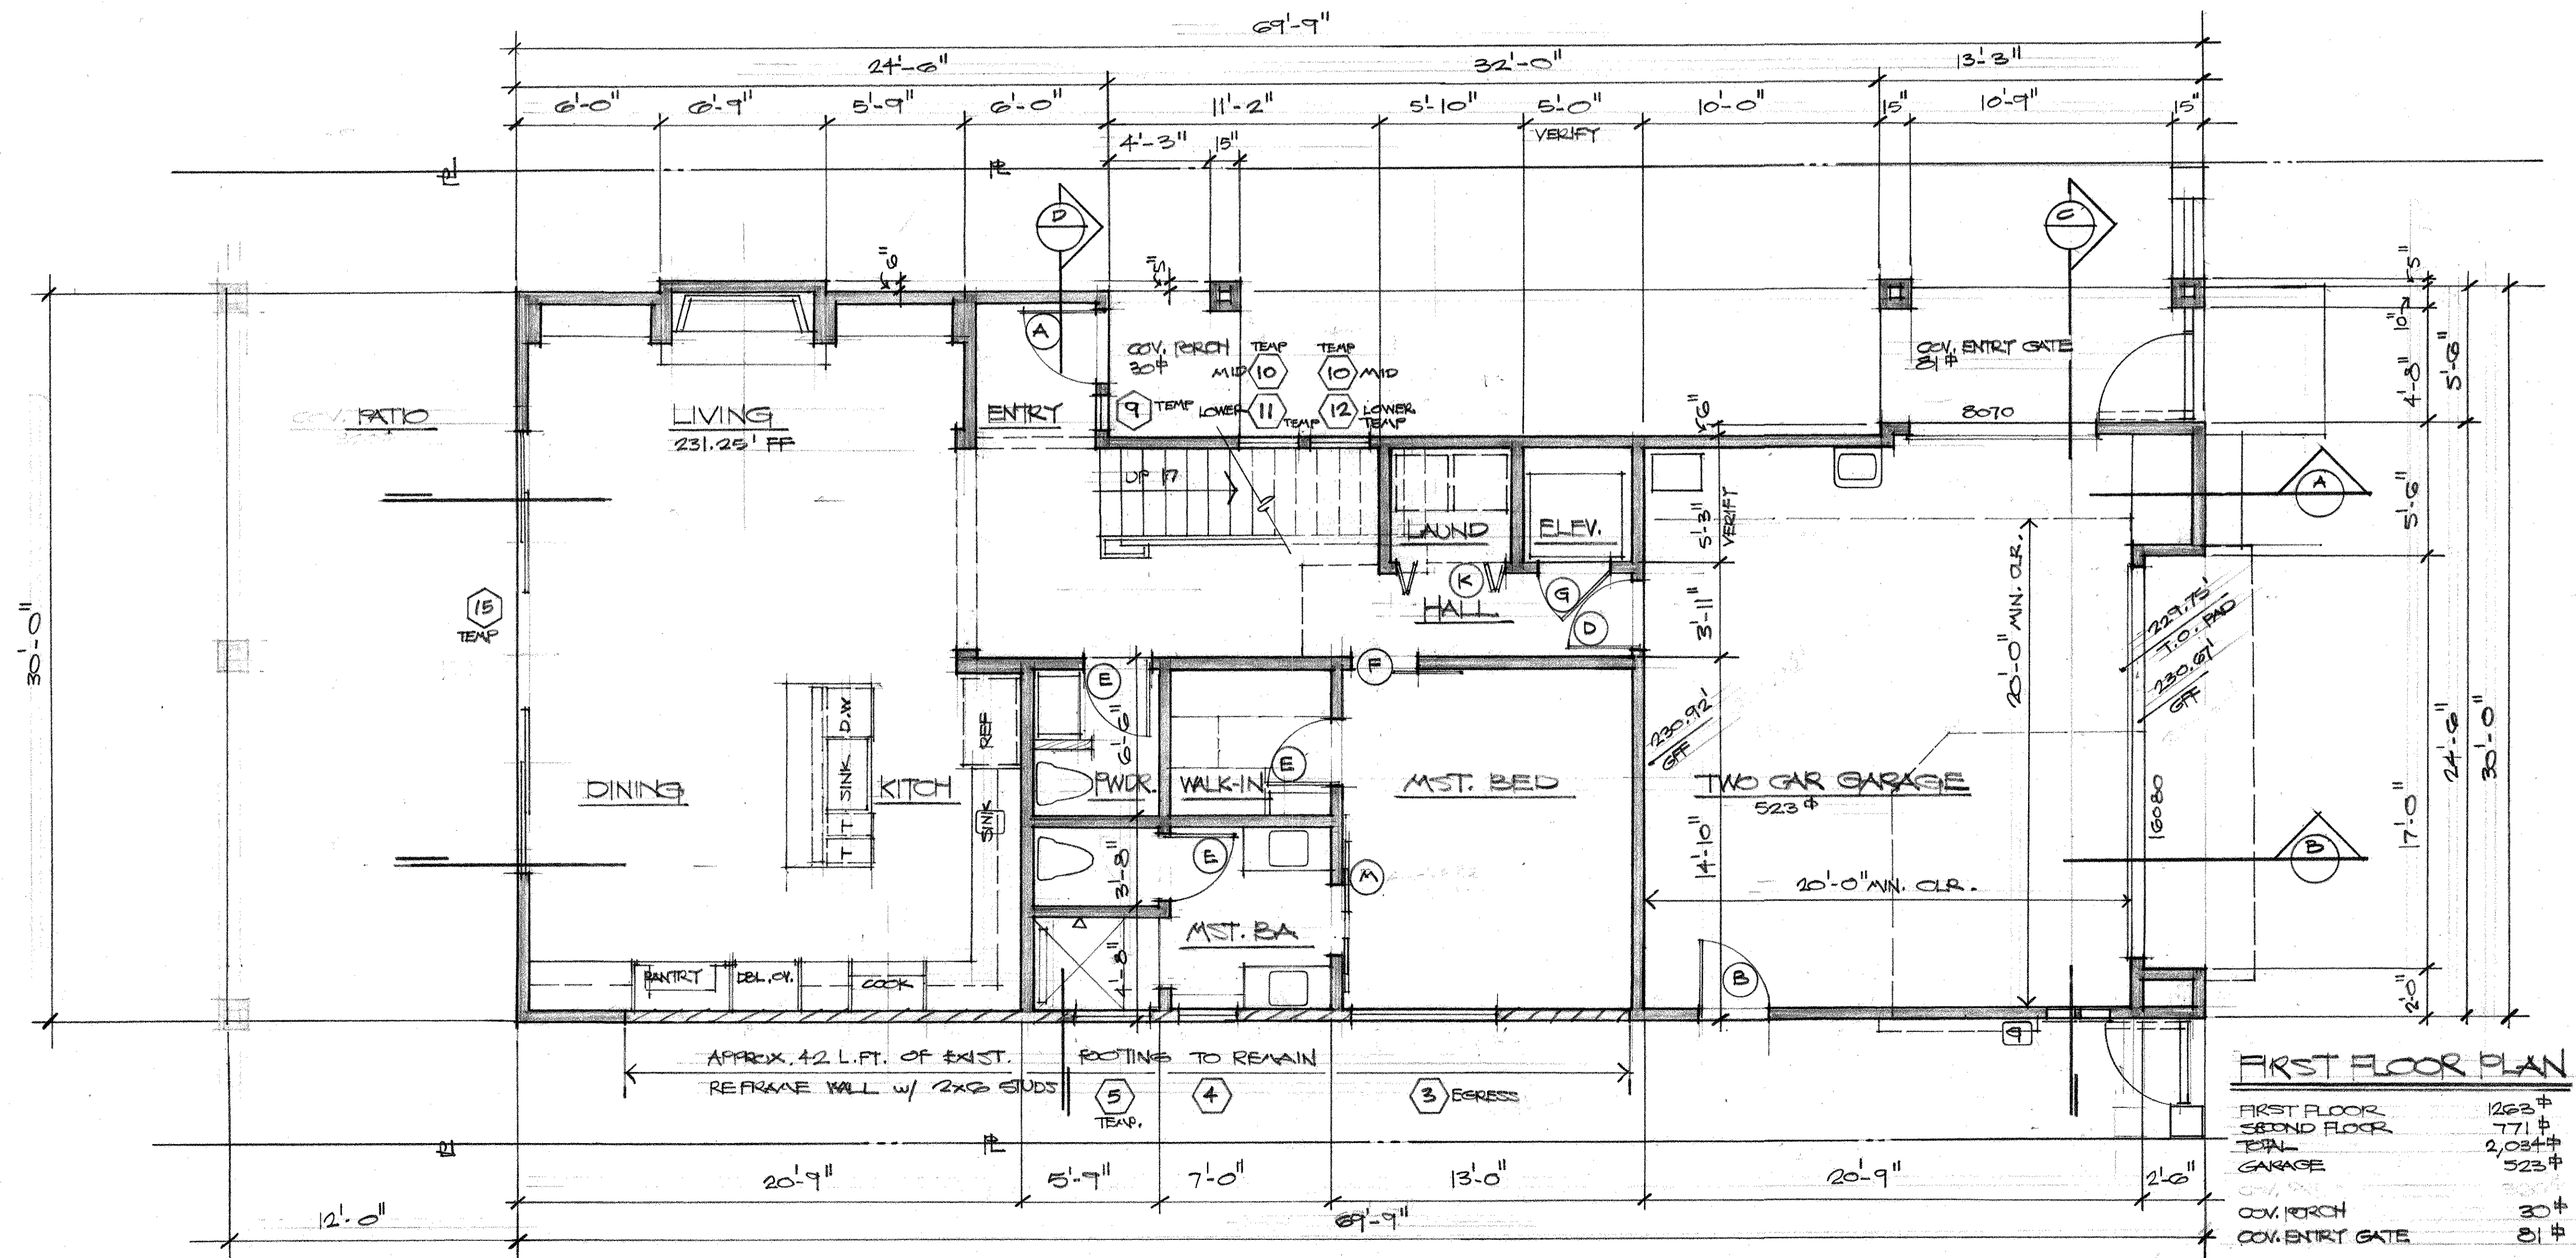 69'-9"
24'-6" 32'-0" 13'-3"
6'-0" 6'-9" 5'-9" 6'-0" 11'-2" 5'-10" 5'-0" 10'-0" 15" 10'-9" 15"
VERIFY
4'-3" 15"
D
C
6"
5"
5"
10"
A
COV. PORCH
30⌽
TEMP TEMP
MID 10 10 MID
9 TEMP LOWER 11 TEMP 12 LOWER
TEMP
COV. ENTRY GATE
81⌽
8070
4'-8"
5'-6"
PATIO
LIVING
231.25' FF
ENTRY
6"
UP 17
LAUND
ELEV.
5'-3"
VERIFY
A
5'-6"
20'-0" MIN. CLR.
229.75'
T.O. PAD
230.67'
GFF
30'-0"
15
TEMP
K
G
HALL
D
3'-11"
E
F
D.W
SINK
T
T
REF
SINK
6'-6"
230.92'
GFF
24'-6"
30'-0"
DINING
KITCH
PWDR.
WALK-IN
E
MST. BED
TWO CAR GARAGE
523⌽
16080
17'-0"
14'-10"
B
3'-8"
E
M
20'-0" MIN. CLR.
MST. BA
4'-8"
PANTRY
DBL. OV.
COOK
B
9
2'-0"
APPROX. 42 L.FT. OF EXIST. FOOTING TO REMAIN
REFRAME WALL w/ 2x6 STUDS
5
TEMP.
4
3 EGRESS
FIRST FLOOR PLAN
FIRST FLOOR 1263⌽
SECOND FLOOR 771⌽
TOTAL 2,034⌽
GARAGE 523⌽
COV. PORCH 30⌽
COV. ENTRY GATE 81⌽
20'-9" 5'-9" 7'-0" 13'-0" 20'-9" 2'-6"
12'-0" 69'-9"